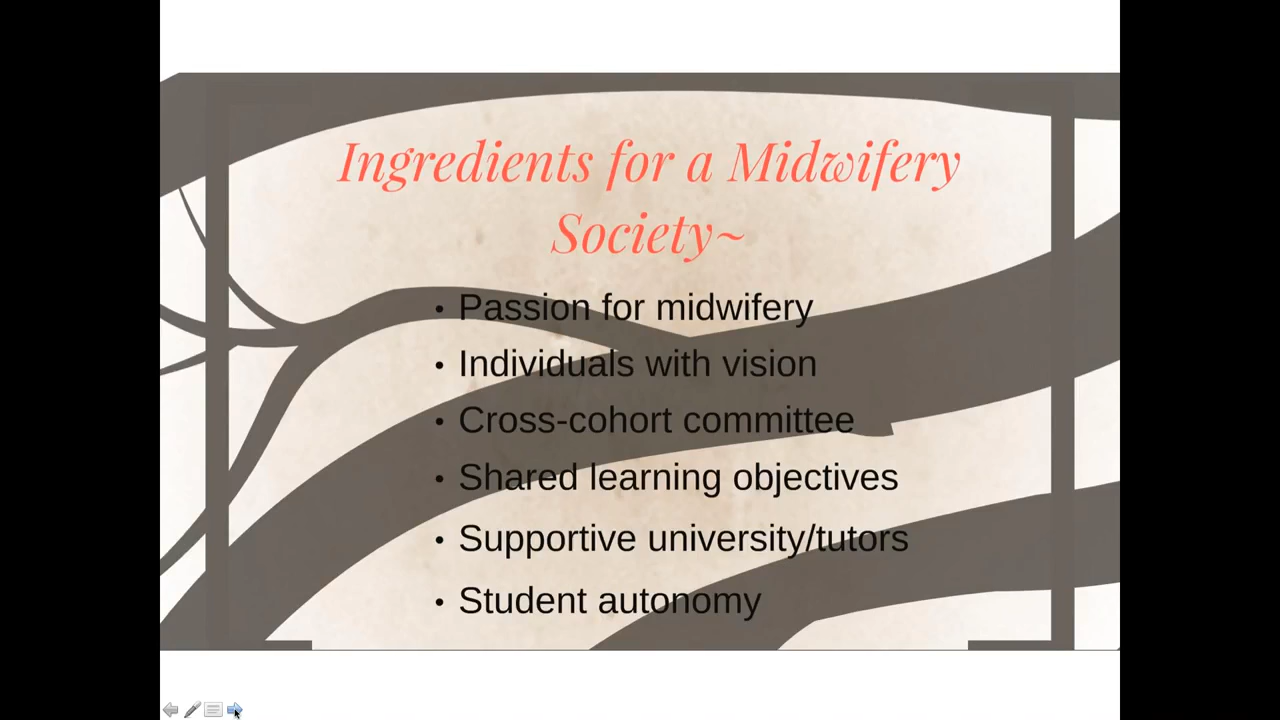 Ingredients for a Midwifery
Society~
• Passion for midwifery
• Individuals with vision
• Cross-cohort committee
• Shared learning objectives
• Supportive university/tutors
• Student autonomy